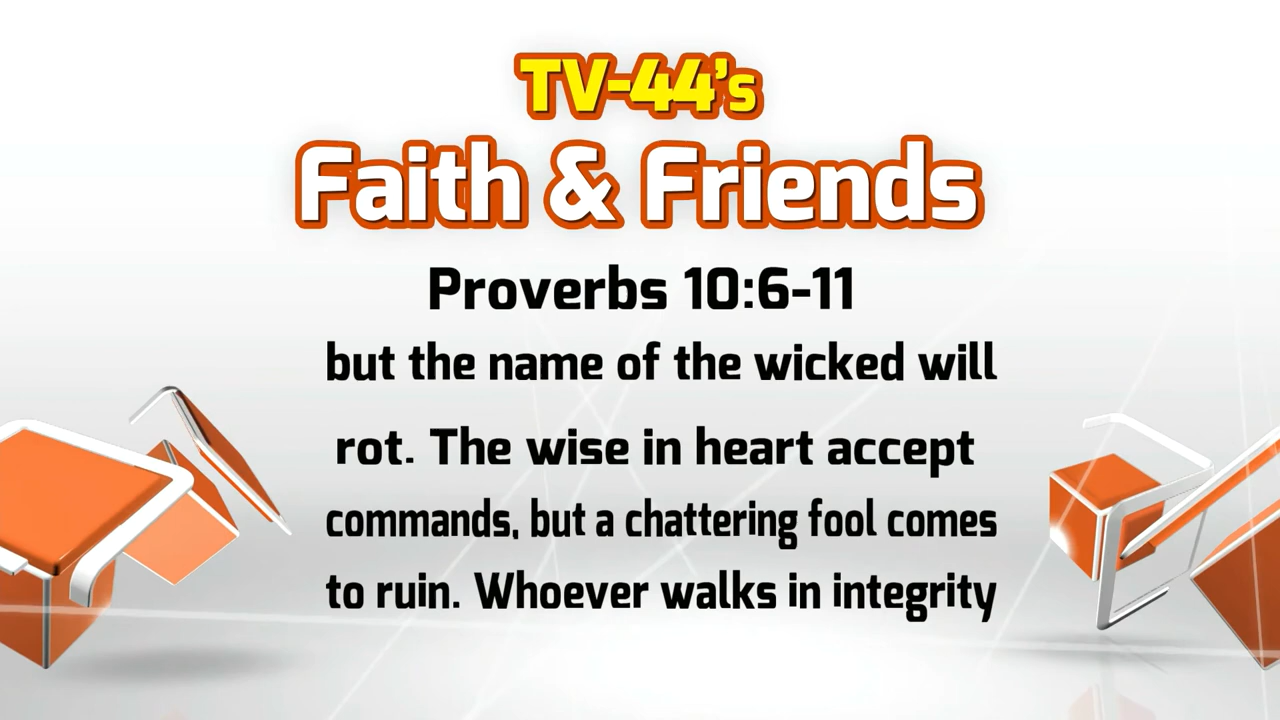 TV-44's
Faith & Friends
Proverbs 10:6-11
but the name of the wicked will
rot. The wise in heart accept
commands, but a chattering fool comes
to ruin. Whoever walks in integrity